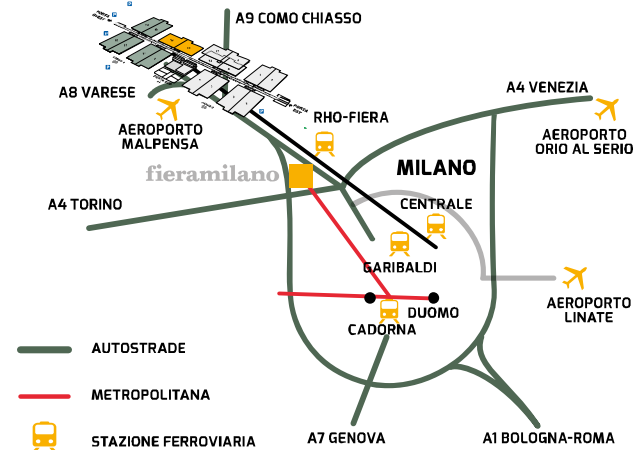 A9 COMO CHIASSO
A8 VARESE
A4 VENEZIA
RHO-FIERA
AEROPORTO
MALPENSA
AEROPORTO
ORIO AL SERIO
MILANO
fieramilano
A4 TORINO
CENTRALE
GARIBALDI
AEROPORTO
LINATE
DUOMO
CADORNA
AUTOSTRADE
METROPOLITANA
STAZIONE FERROVIARIA
A7 GENOVA
A1 BOLOGNA-ROMA